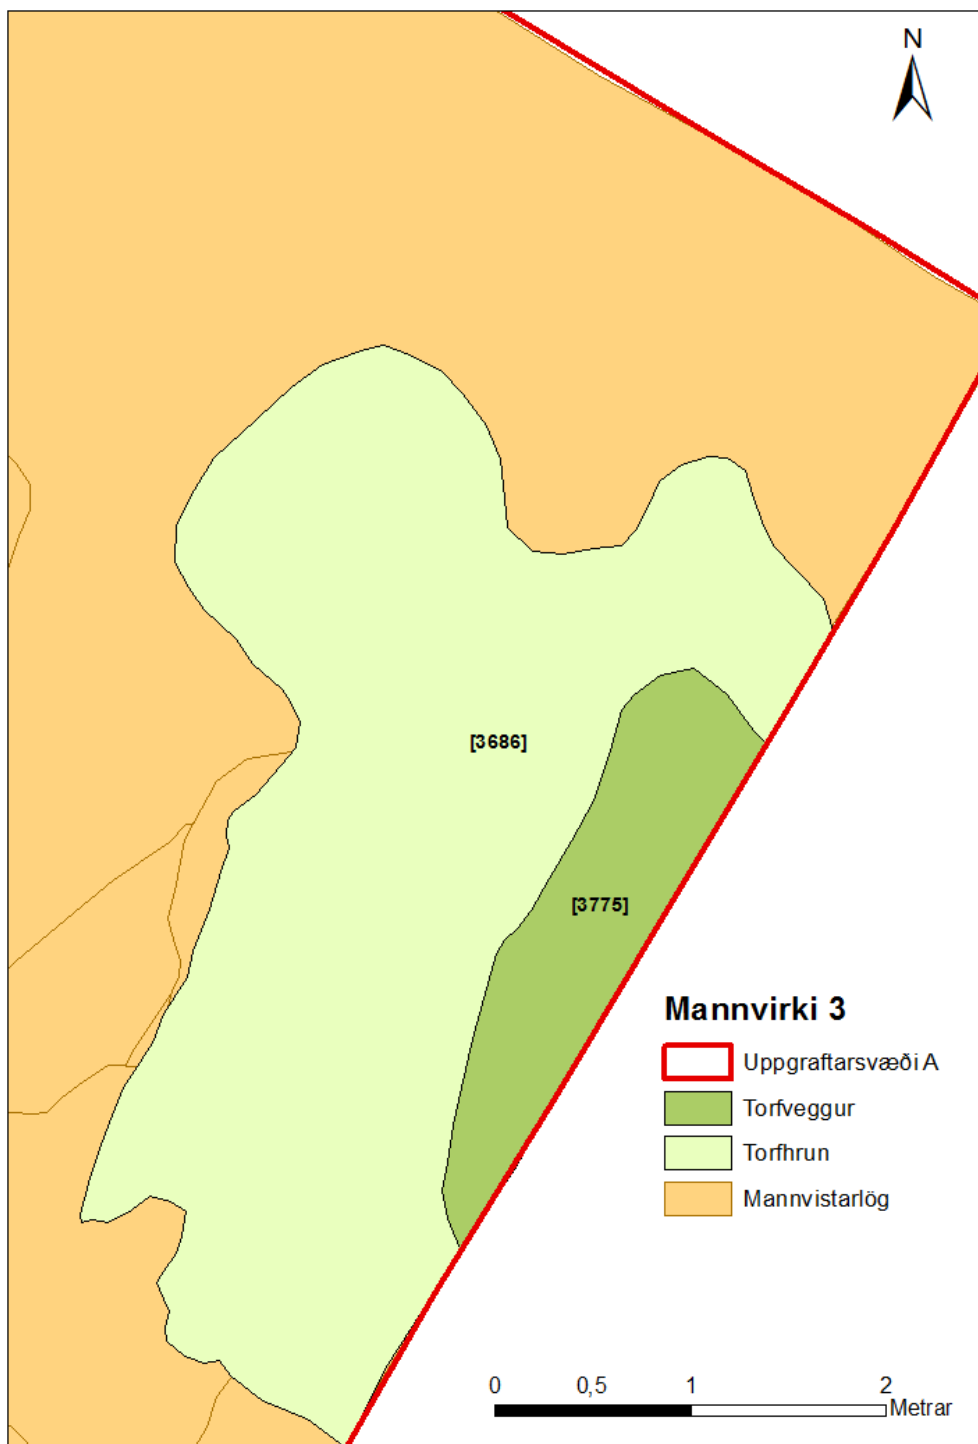 N
[3686]
[3775]
Mannvirki 3
Uppgraftarsvæði A
Torfveggur
Torfhrun
Mannvistarlög
0 0,5 1 2
Metrar